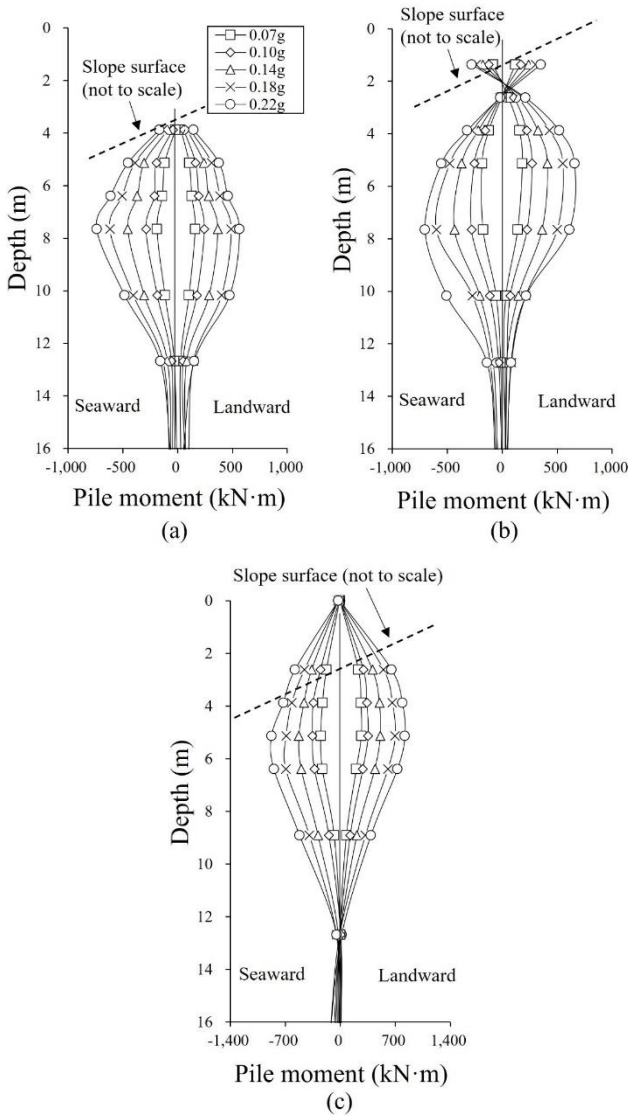 0
2
4
6
8
10
12
14
16
Depth (m)
Slope surface
(not to scale)
0.07g
0.10g
0.14g
0.18g
0.22g
Seaward
Landward
-1,000
-500
0
500
1,000
Pile moment (kN·m)
(a)
0
2
4
6
8
10
12
14
16
Depth (m)
Slope surface
(not to scale)
Seaward
Landward
-1,000
-500
0
500
1,000
Pile moment (kN·m)
(b)
Slope surface (not to scale)
0
2
4
6
8
10
12
14
16
Depth (m)
Seaward
Landward
-1,400
-700
0
700
1,400
Pile moment (kN·m)
(c)